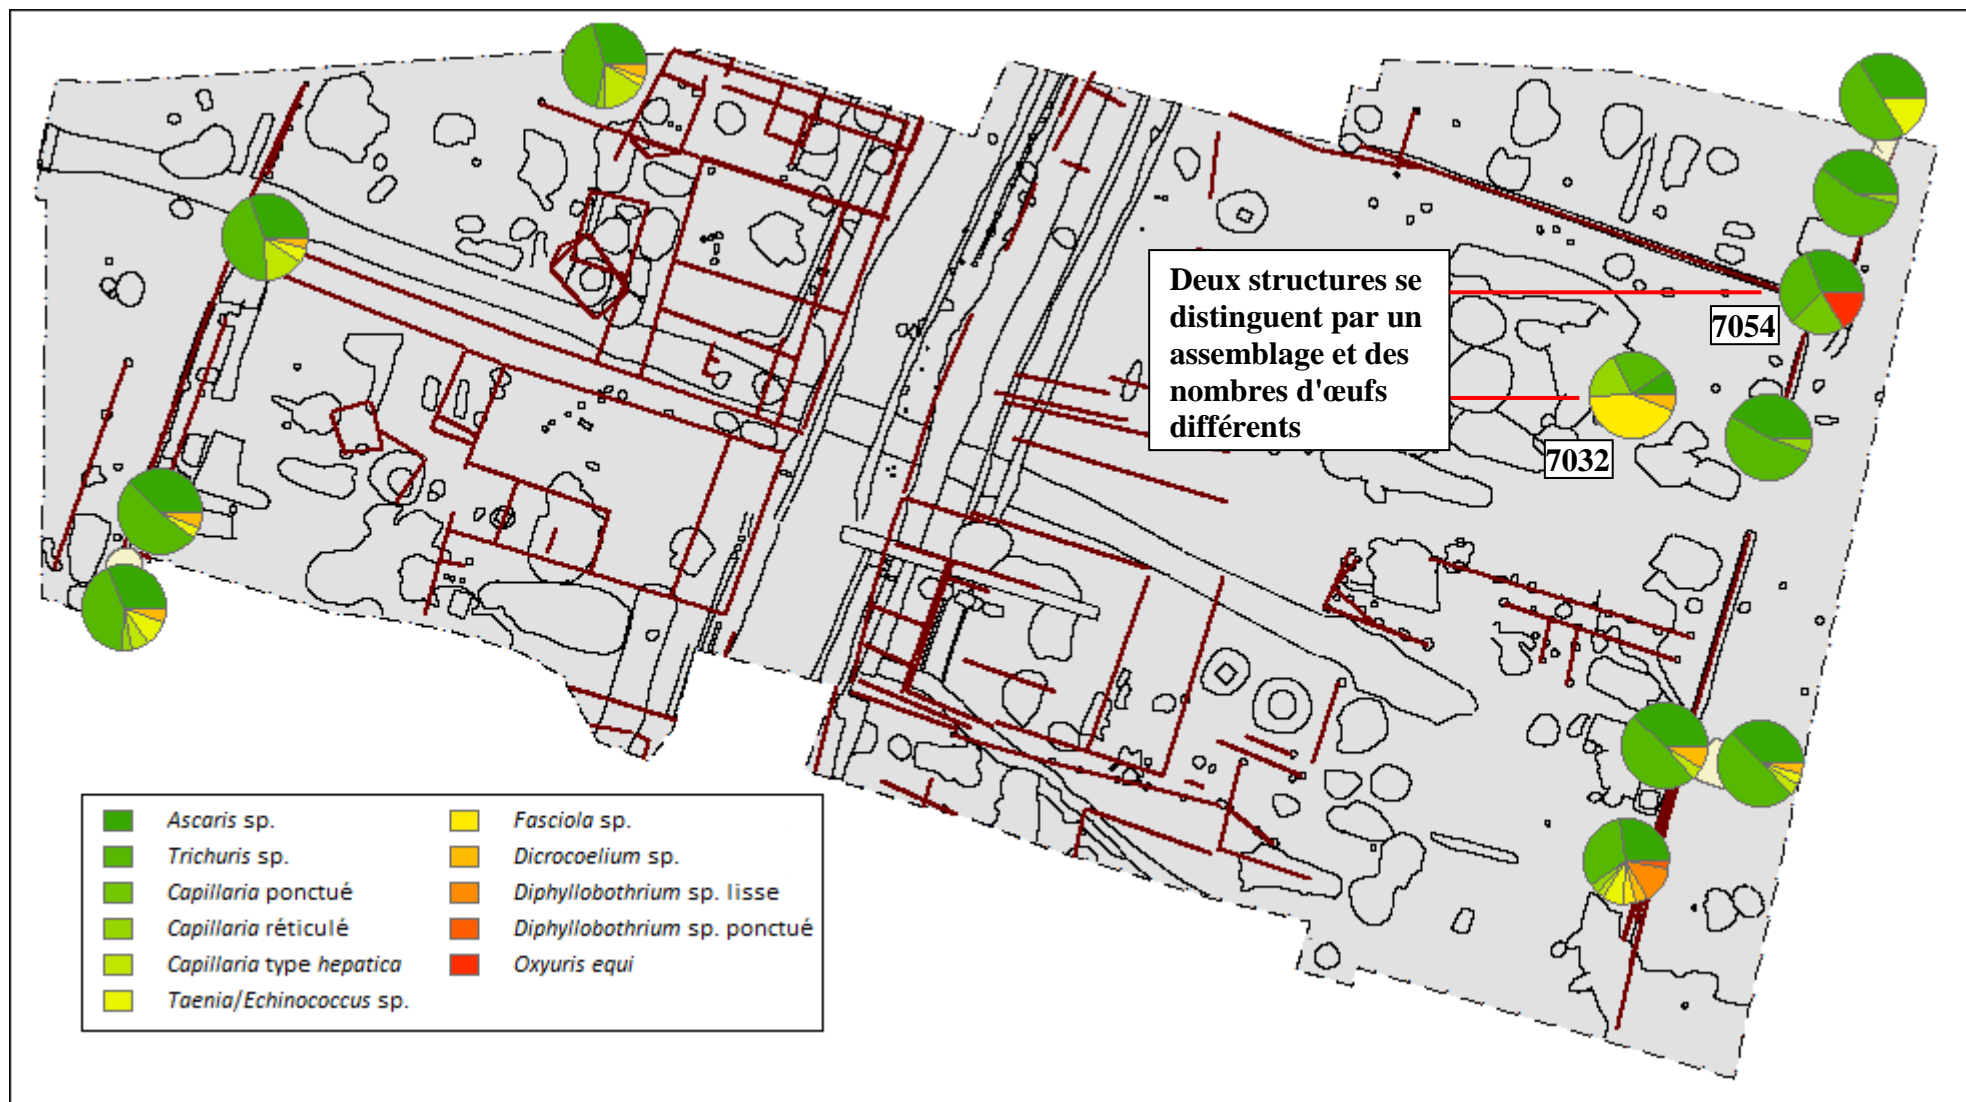 Deux structures se
distinguent par un
assemblage et des
nombres d'œufs
différents
7054
7032
Ascaris sp.
Trichuris sp.
Capillaria ponctué
Capillaria réticulé
Capillaria type hepatica
Taenia/Echinococcus sp.
Fasciola sp.
Dicrocoelium sp.
Diphyllobothrium sp. lisse
Diphyllobothrium sp. ponctué
Oxyuris equi